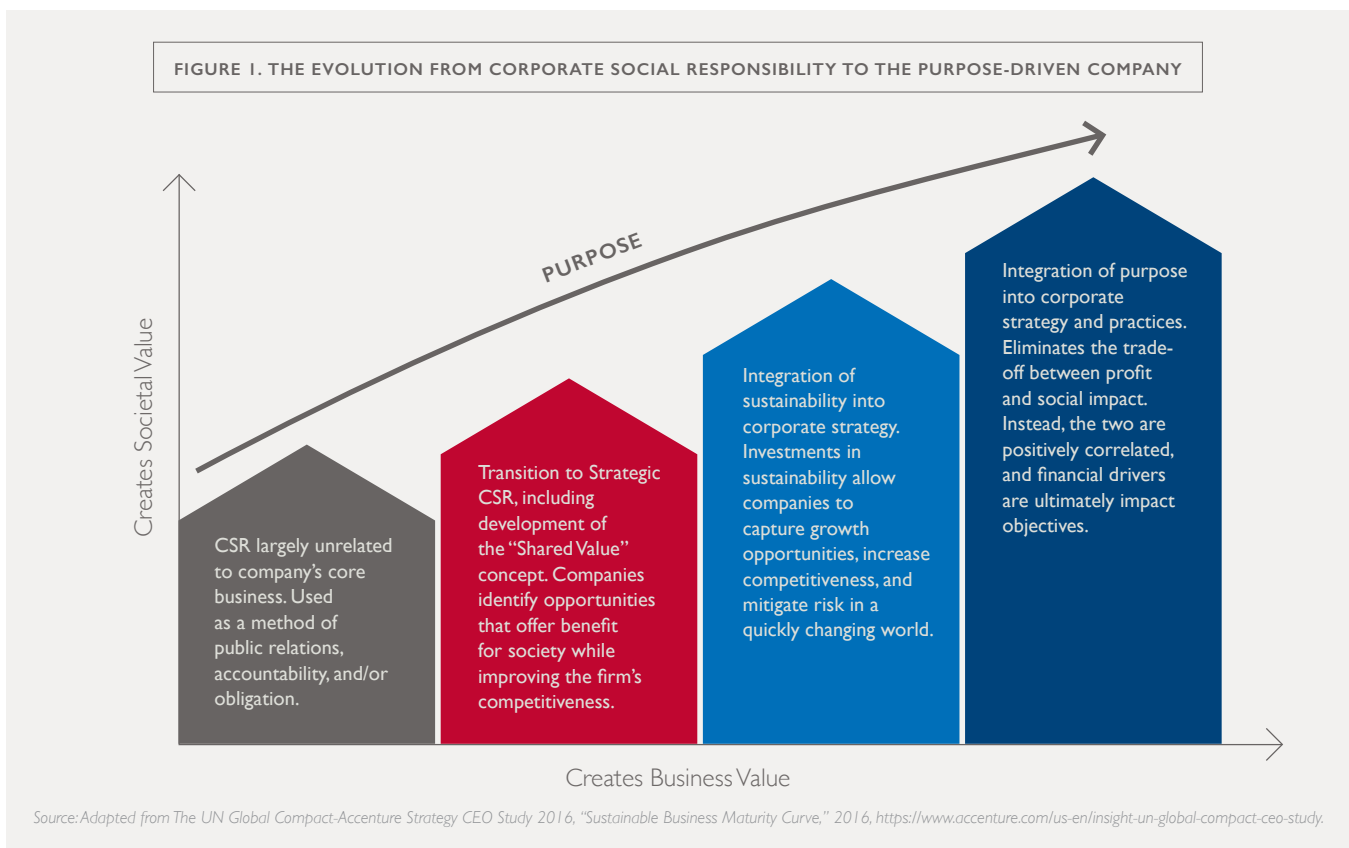 FIGURE 1. THE EVOLUTION FROM CORPORATE SOCIAL RESPONSIBILITY TO THE PURPOSE-DRIVEN COMPANY
PURPOSE
Creates Societal Value
CSR largely unrelated
to company’s core
business. Used
as a method of
public relations,
accountability, and/or
obligation.
Transition to Strategic
CSR, including
development of
the “Shared Value”
concept. Companies
identify opportunities
that offer benefit
for society while
improving the firm’s
competitiveness.
Integration of
sustainability into
corporate strategy.
Investments in
sustainability allow
companies to
capture growth
opportunities, increase
competitiveness, and
mitigate risk in a
quickly changing world.
Integration of purpose
into corporate
strategy and practices.
Eliminates the trade-
off between profit
and social impact.
Instead, the two are
positively correlated,
and financial drivers
are ultimately impact
objectives.
Creates Business Value
Source: Adapted from The UN Global Compact-Accenture Strategy CEO Study 2016, “Sustainable Business Maturity Curve,” 2016, https://www.accenture.com/us-en/insight-un-global-compact-ceo-study.